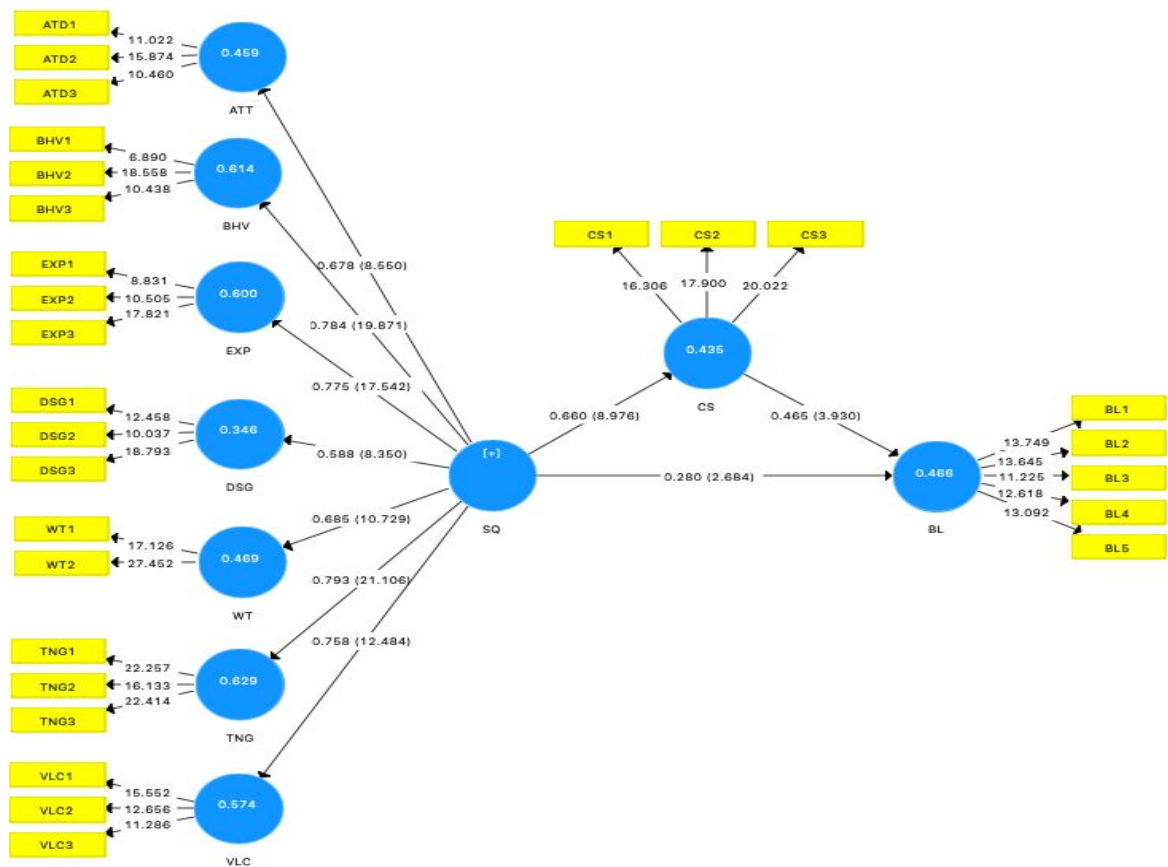 ATD1
11.022
ATD2
15.874
ATD3
10.460
0.459
ATT
BHV1
6.890
BHV2
18.558
BHV3
10.438
0.614
BHV
EXP1
8.831
EXP2
10.505
EXP3
17.821
0.600
EXP
DSG1
12.458
DSG2
10.037
DSG3
18.793
0.346
DSG
WT1
17.126
WT2
27.452
0.469
WT
TNG1
22.257
TNG2
16.133
TNG3
22.414
0.629
TNG
VLC1
15.552
VLC2
12.656
VLC3
11.286
0.574
VLC
0.678 (8.550)
0.784 (19.871)
0.775 (17.542)
0.588 (8.350)
0.685 (10.729)
0.793 (21.106)
0.758 (12.484)
[+]
SQ
CS1
CS2
CS3
16.306
17.900
20.022
0.435
CS
0.660 (8.976)
0.465 (3.930)
0.280 (2.684)
0.466
BL
13.749
13.645
11.225
12.618
13.092
BL1
BL2
BL3
BL4
BL5